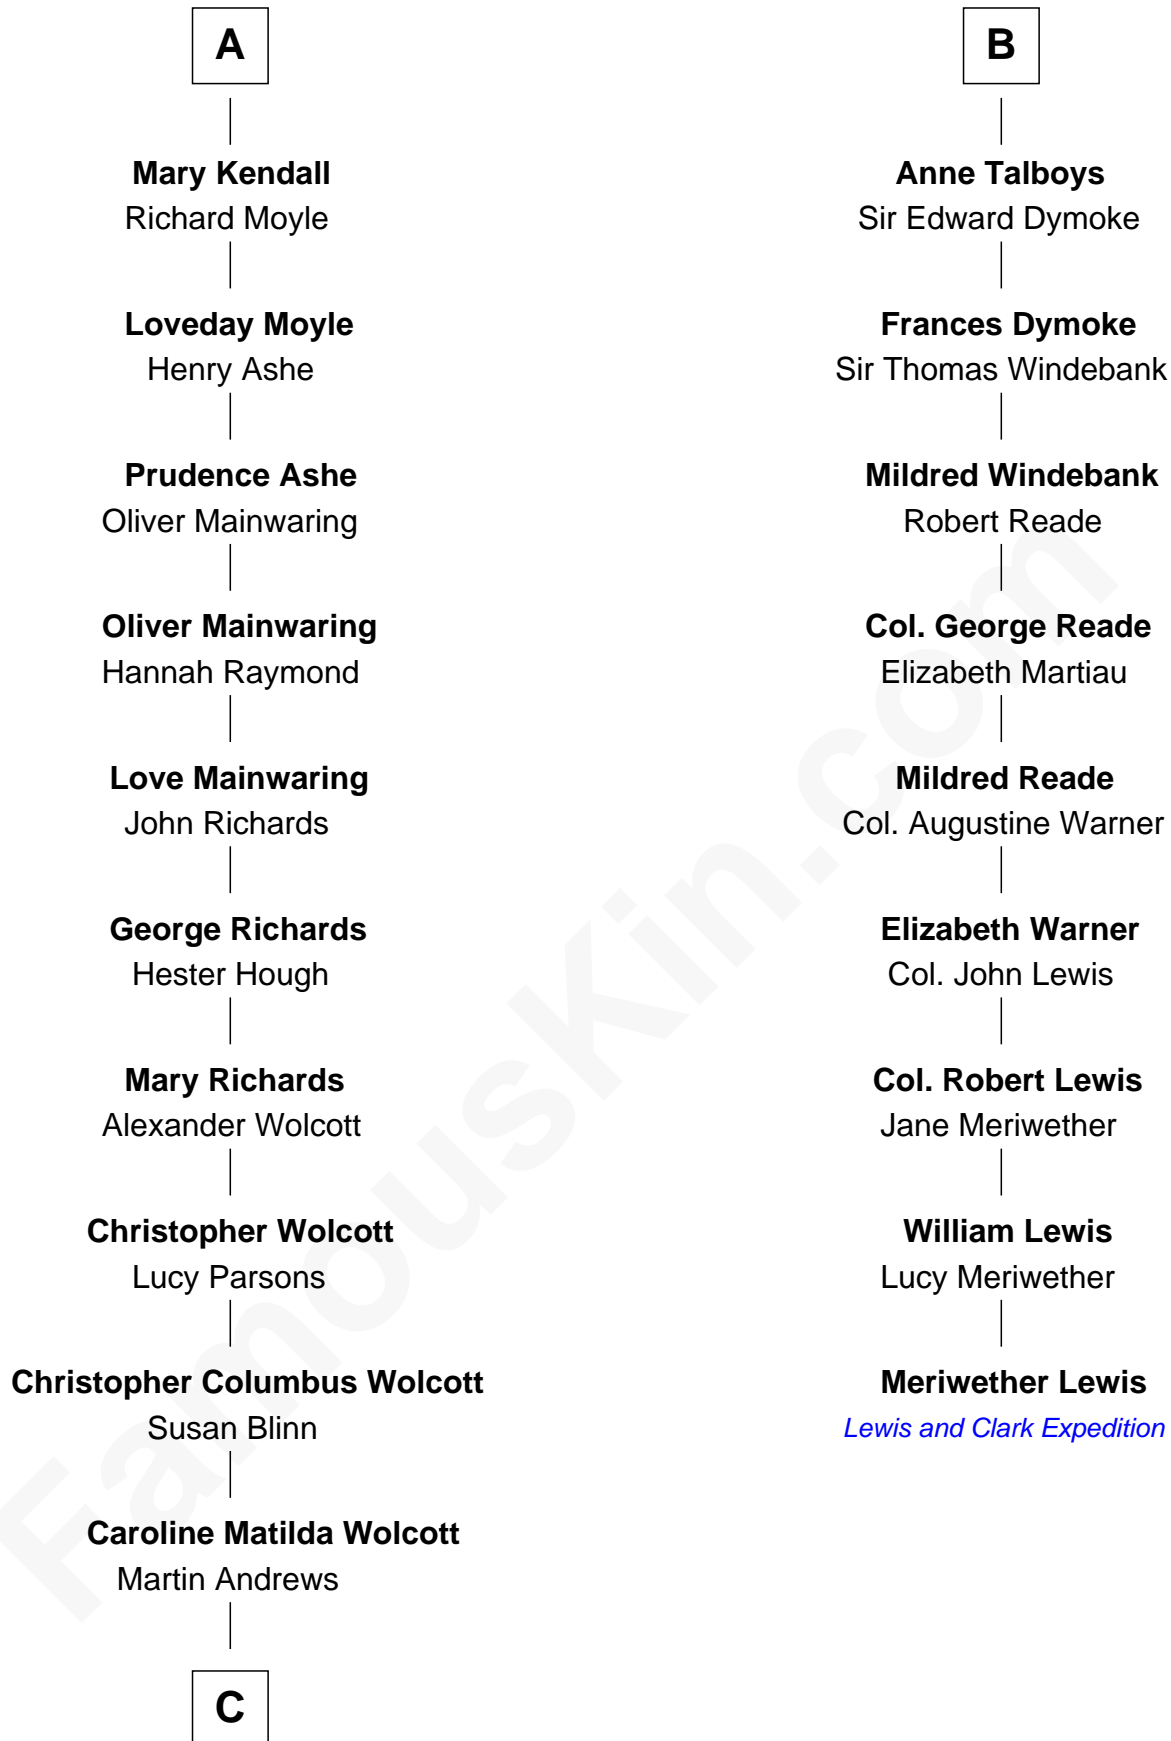 A
Mary Kendall
Richard Moyle
Loveday Moyle
Henry Ashe
Prudence Ashe
Oliver Mainwaring
Oliver Mainwaring
Hannah Raymond
Love Mainwaring
John Richards
George Richards
Hester Hough
Mary Richards
Alexander Wolcott
Christopher Wolcott
Lucy Parsons
Christopher Columbus Wolcott
Susan Blinn
Caroline Matilda Wolcott
Martin Andrews
C
B
Anne Talboys
Sir Edward Dymoke
Frances Dymoke
Sir Thomas Windebank
Mildred Windebank
Robert Reade
Col. George Reade
Elizabeth Martiau
Mildred Reade
Col. Augustine Warner
Elizabeth Warner
Col. John Lewis
Col. Robert Lewis
Jane Meriwether
William Lewis
Lucy Meriwether
Meriwether Lewis
Lewis and Clark Expedition
FamousKin.com